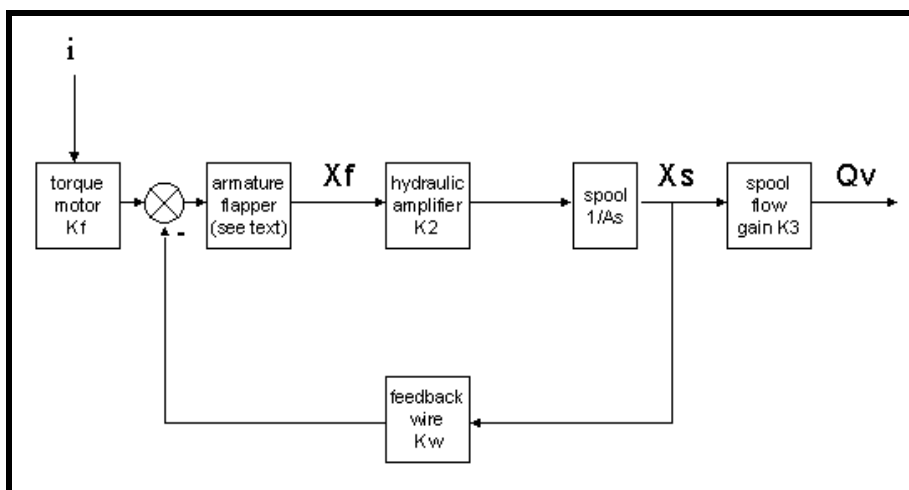 i
torque
motor
Kf
-
armature
flapper
(see text)
Xf
hydraulic
amplifier
K2
spool
1/As
Xs
spool
flow
gain K3
Qv
feedback
wire
Kw